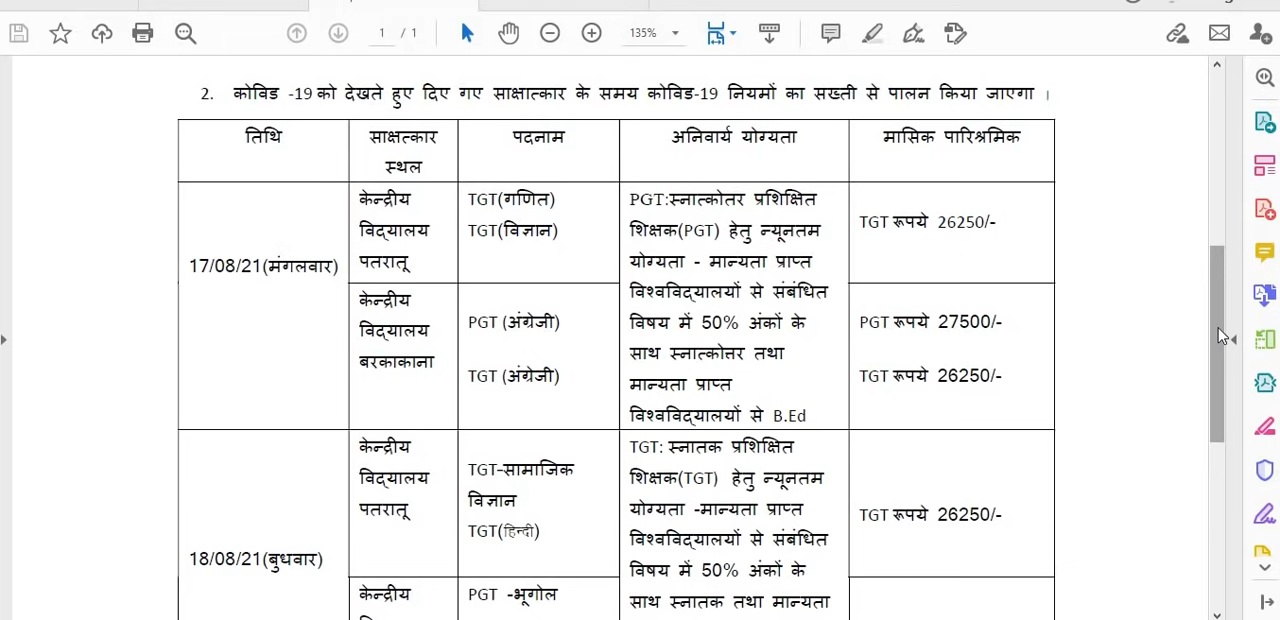 1 / 1
135%
2. कोविड -19 को देखते हुए दिए गए साक्षात्कार के समय कोविड-19 नियमों का सख्ती से पालन किया जाएगा ।
तिथि
साक्षत्कार
स्थल
पदनाम
अनिवार्य योग्यता
मासिक पारिश्रमिक
17/08/21(मंगलवार)
केन्द्रीय
विद्यालय
पतरातू
TGT(गणित)
TGT(विज्ञान)
PGT:स्नात्कोतर प्रशिक्षित
शिक्षक(PGT) हेतु न्यूनतम
योग्यता - मान्यता प्राप्त
विश्वविद्यालयों से संबंधित
विषय में 50% अंकों के
साथ स्नात्कोत्तर तथा
मान्यता प्राप्त
विश्वविद्यालयों से B.Ed
TGT रूपये 26250/-
केन्द्रीय
विद्यालय
बरकाकाना
PGT (अंग्रेजी)
TGT (अंग्रेजी)
PGT रूपये 27500/-
TGT रूपये 26250/-
18/08/21(बुधवार)
केन्द्रीय
विद्यालय
पतरातू
TGT-सामाजिक
विज्ञान
TGT(हिन्दी)
TGT: स्नातक प्रशिक्षित
शिक्षक(TGT) हेतु न्यूनतम
योग्यता -मान्यता प्राप्त
विश्वविद्यालयों से संबंधित
विषय में 50% अंकों के
साथ स्नातक तथा मान्यता
TGT रूपये 26250/-
केन्द्रीय
PGT -भूगोल